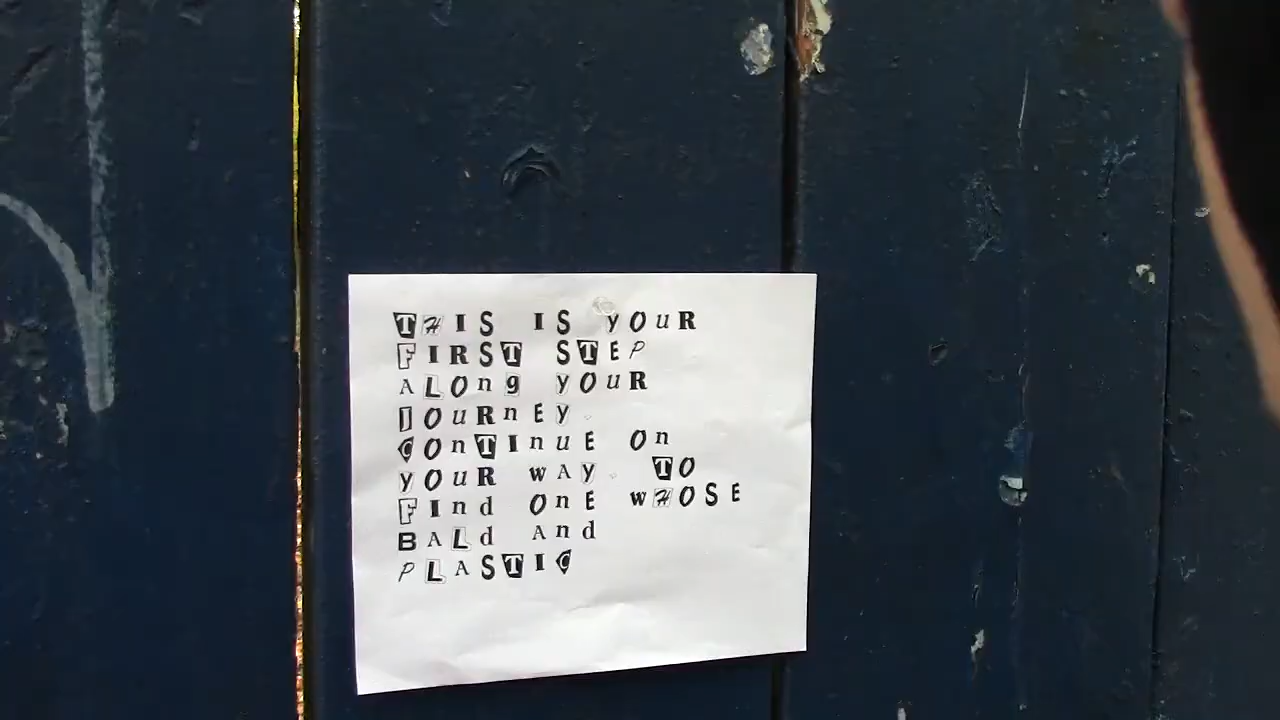 THIS IS yOuR
FIRST STEP
ALOng yOuR
JOuRnEy.
COnTInuE On
yOuR wAy. TO
FInd OnE wHOSE
BALd And
PLASTIC